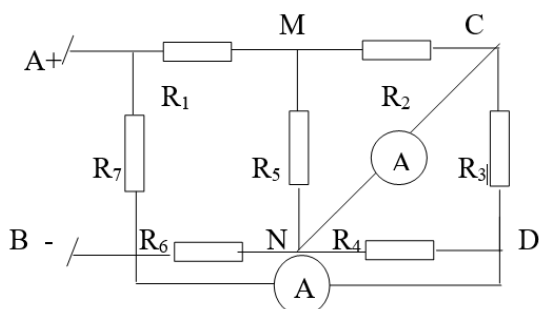 M C
A+
R₁ R₂
A
R₇ R₅ R₃
B - R₆ N R₄ D
A